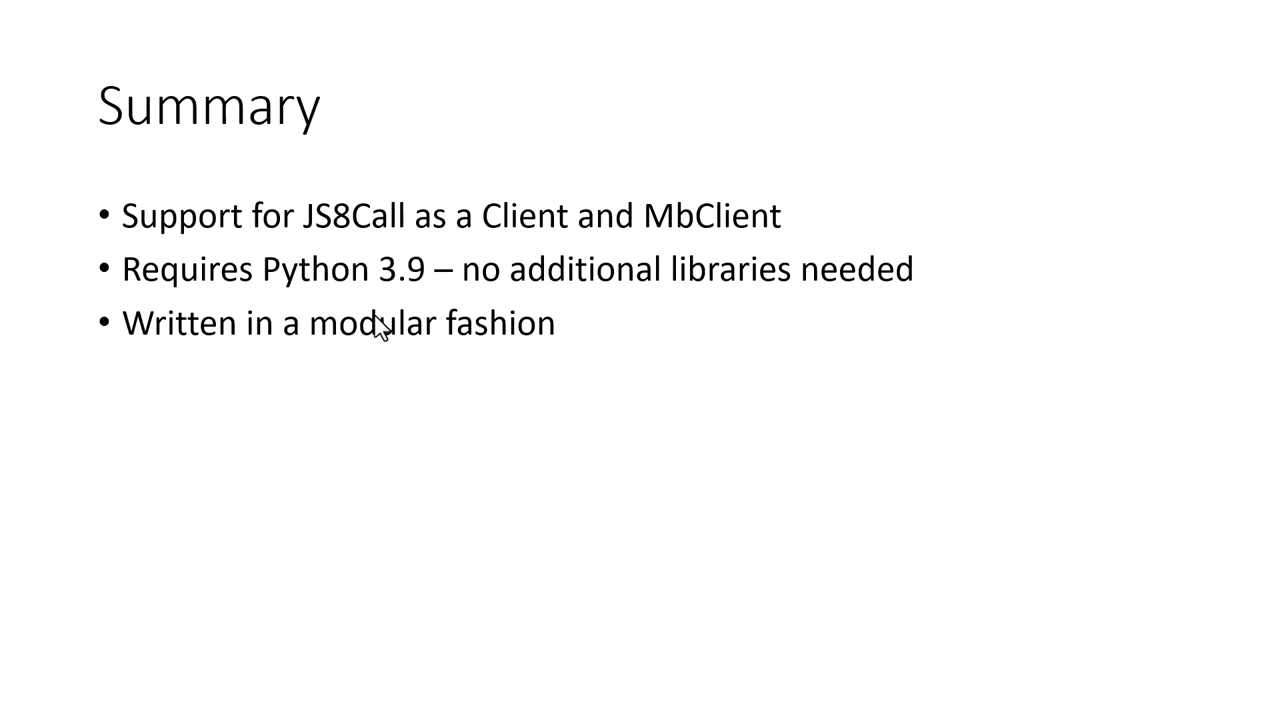 Summary
• Support for JS8Call as a Client and MbClient
• Requires Python 3.9 – no additional libraries needed
• Written in a modular fashion